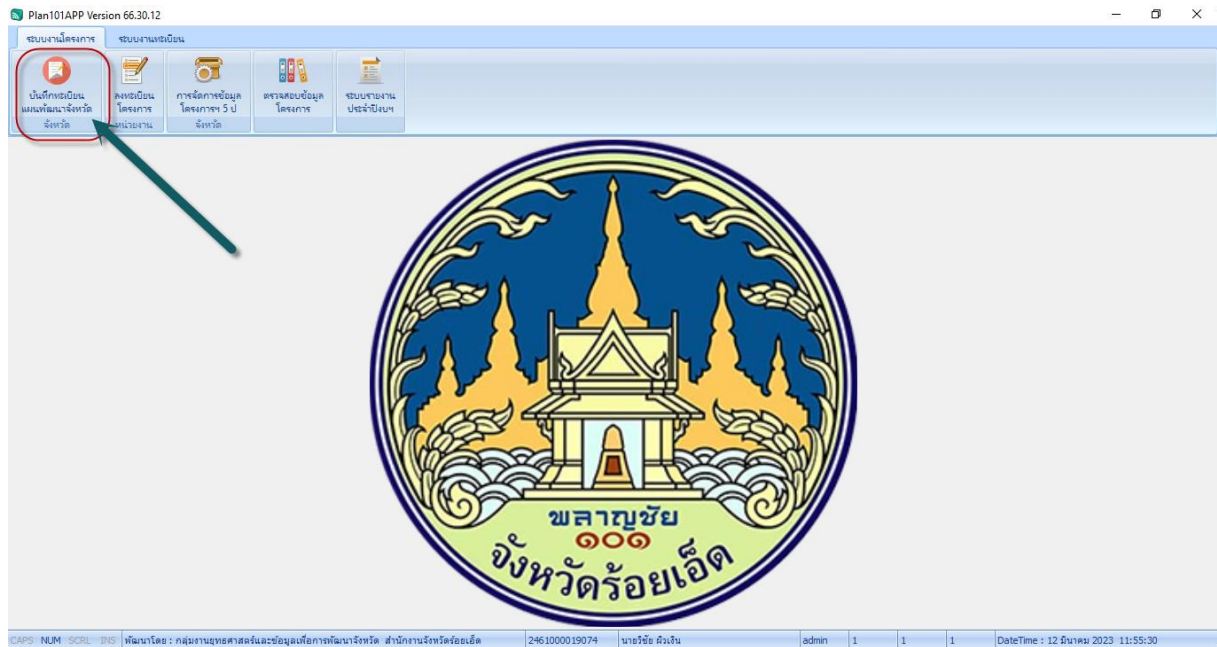 Plan101APP Version 66.30.12
ระบบงานโครงการ ระบบงานทะเบียน
บันทึกทะเบียน
แผนพัฒนาจังหวัด
จังหวัด
ลงทะเบียน
โครงการ
หน่วยงาน
การจัดการข้อมูล
โครงการฯ 5 ปี
จังหวัด
ตรวจสอบข้อมูล
โครงการ
ระบบรายงาน
ประจำปีงบฯ
พลาญชัย
๑๐๑
จังหวัดร้อยเอ็ด
CAPS NUM SCRL INS พัฒนาโดย : กลุ่มงานยุทธศาสตร์และข้อมูลเพื่อการพัฒนาจังหวัด สำนักงานจังหวัดร้อยเอ็ด 2461000019074 นายวิชัย ผิวเงิน admin 1 1 1 DateTime : 12 มีนาคม 2023 11:55:30